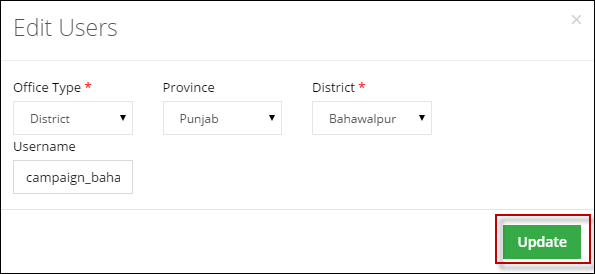 Edit Users ×
Office Type * Province District *
District Punjab Bahawalpur
Username
campaign_baha
Update